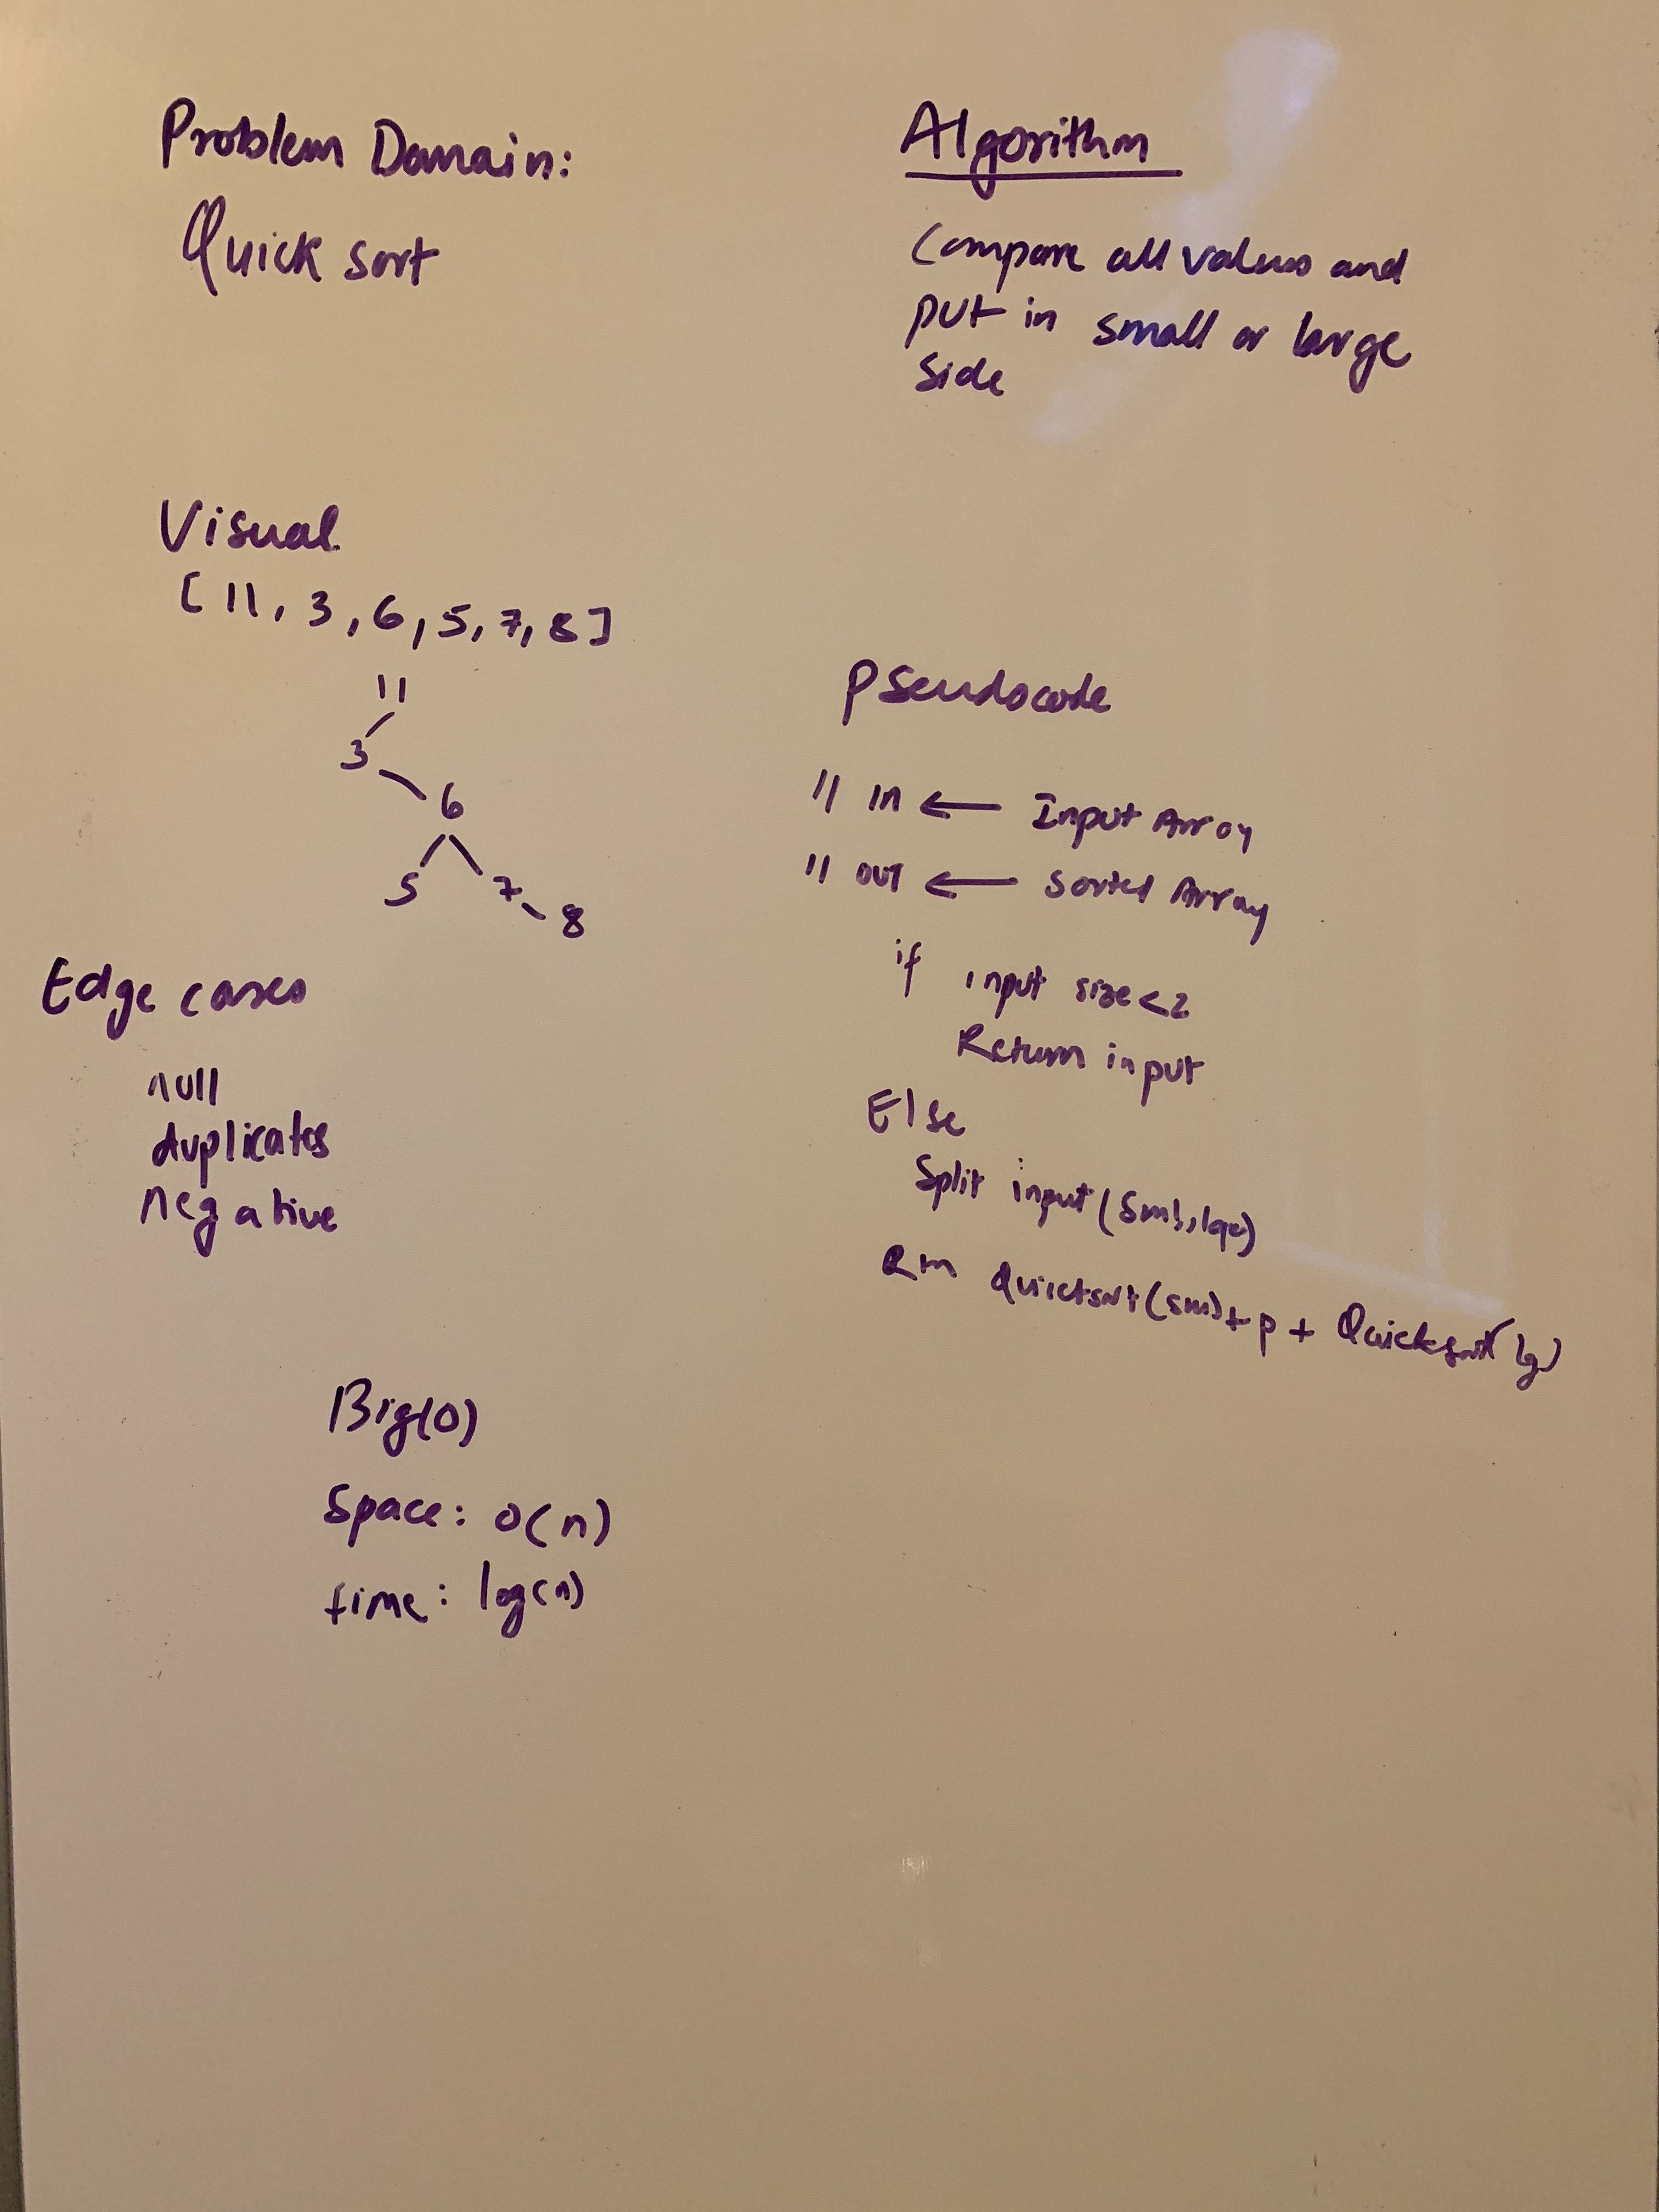 Problem Domain:
Quick sort
Visual
[ 11, 3, 6, 5, 7, 8 ]
11
3
6
5 7
8
Edge cases
null
duplicates
negative
Big(O)
Space: O(n)
time: log(n)
Algorithm
Compare all values and
put in small or large
side
Pseudocode
// in ← Input Array
// out ← Sorted Array
if input size < 2
Return input
Else
Split input (
Rtn Quicksort(sm) + p + Quicksort(lg)